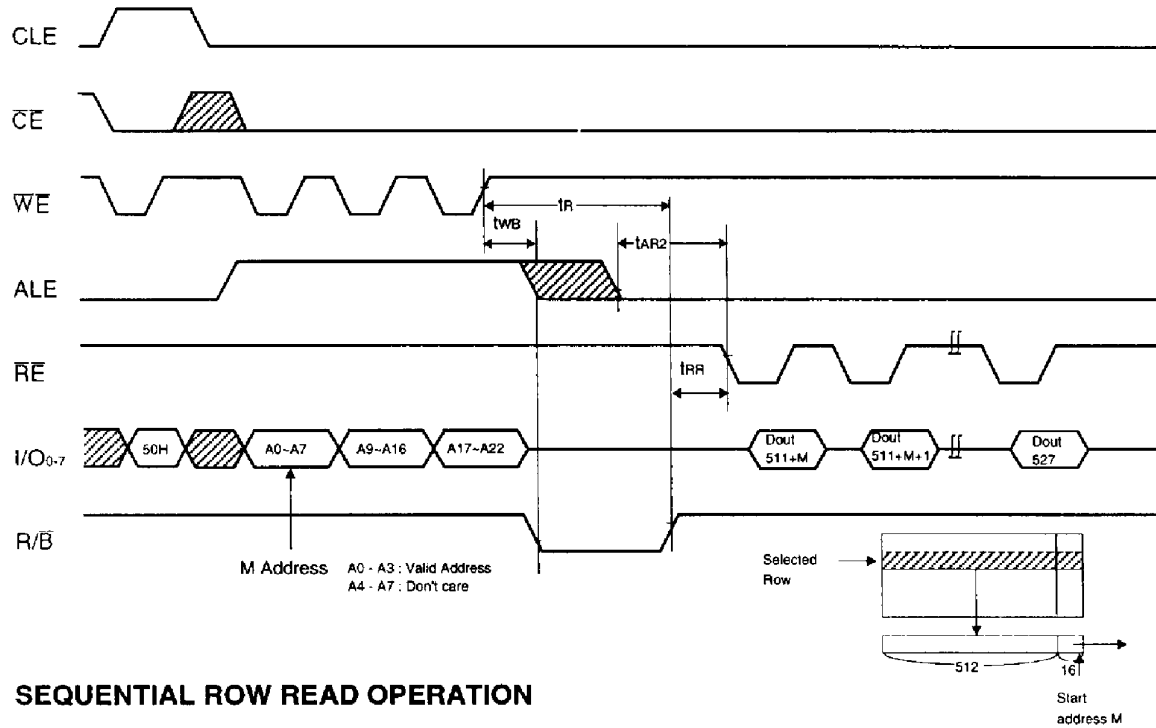 CLE
CE
WE
tR
tWB
tAR2
ALE
RE
tRR
I/O0-7
50H
A0~A7
A9~A16
A17~A22
Dout
511+M
Dout
511+M+1
Dout
527
R/B
M Address
A0 - A3 : Valid Address
A4 - A7 : Don't care
Selected
Row
512
16
Start
address M
SEQUENTIAL ROW READ OPERATION